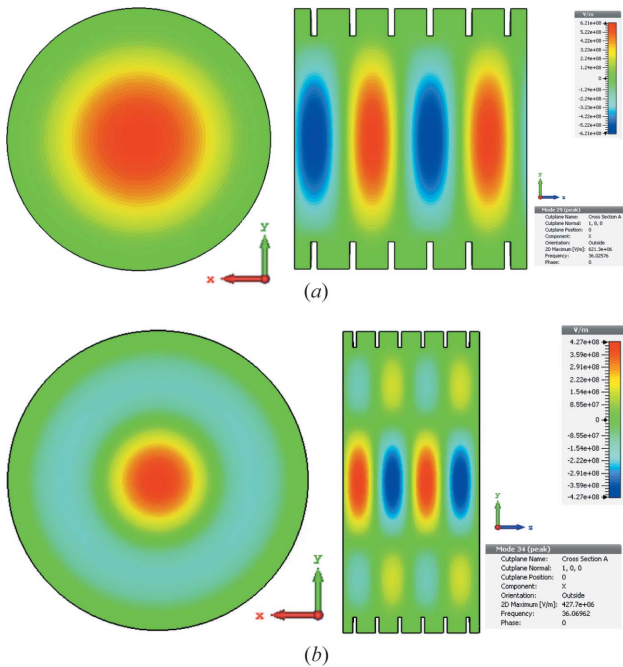 V/m
6.21e+08
5.22e+08
4.22e+08
3.24e+08
2.24e+08
1.24e+08
0
-1.24e+08
-2.24e+08
-3.24e+08
-4.22e+08
-5.22e+08
-6.21e+08
y
x
y
z
Mode 29 (peak)
Cutplane Name: Cross Section A
Cutplane Normal: 1, 0, 0
Cutplane Position: 0
Component: X
Orientation: Outside
2D Maximum [V/m]: 621.3e+06
Frequency: 36.02576
Phase: 0
(a)
V/m
4.27e+08
3.59e+08
2.91e+08
2.22e+08
1.54e+08
8.55e+07
0
-8.55e+07
-1.54e+08
-2.22e+08
-2.91e+08
-3.59e+08
-4.27e+08
y
x
y
z
Mode 34 (peak)
Cutplane Name: Cross Section A
Cutplane Normal: 1, 0, 0
Cutplane Position: 0
Component: X
Orientation: Outside
2D Maximum [V/m]: 427.7e+06
Frequency: 36.06962
Phase: 0
(b)